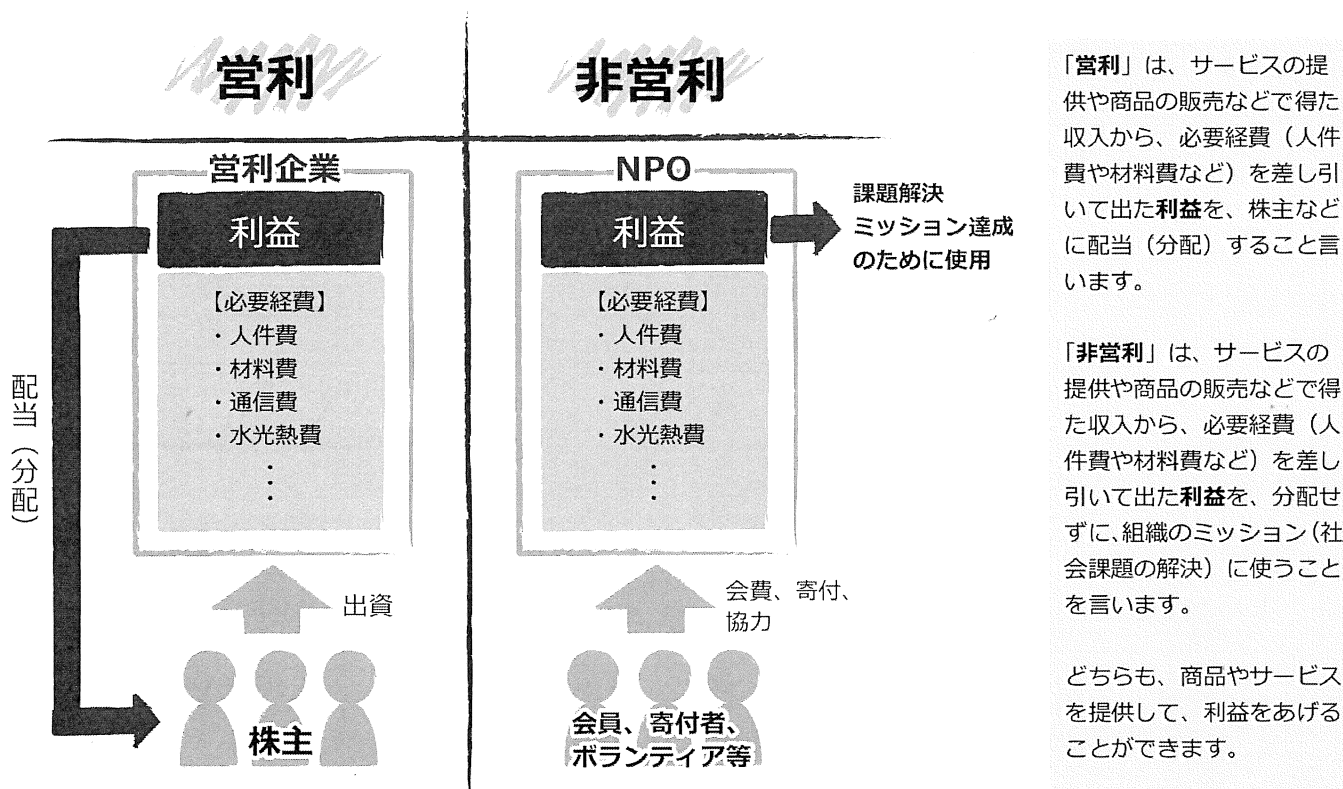 営利
営利企業
利益
【必要経費】
・人件費
・材料費
・通信費
・水光熱費
・
・
・
配当（分配）
出資
株主
非営利
NPO
利益
【必要経費】
・人件費
・材料費
・通信費
・水光熱費
・
・
・
課題解決
ミッション達成
のために使用
会費、寄付、
協力
会員、寄付者、
ボランティア等
「営利」は、サービスの提
供や商品の販売などで得た
収入から、必要経費（人件
費や材料費など）を差し引
いて出た利益を、株主など
に配当（分配）すること言
います。
「非営利」は、サービスの
提供や商品の販売などで得
た収入から、必要経費（人
件費や材料費など）を差し
引いて出た利益を、分配せ
ずに、組織のミッション（社
会課題の解決）に使うこと
を言います。
どちらも、商品やサービス
を提供して、利益をあげる
ことができます。